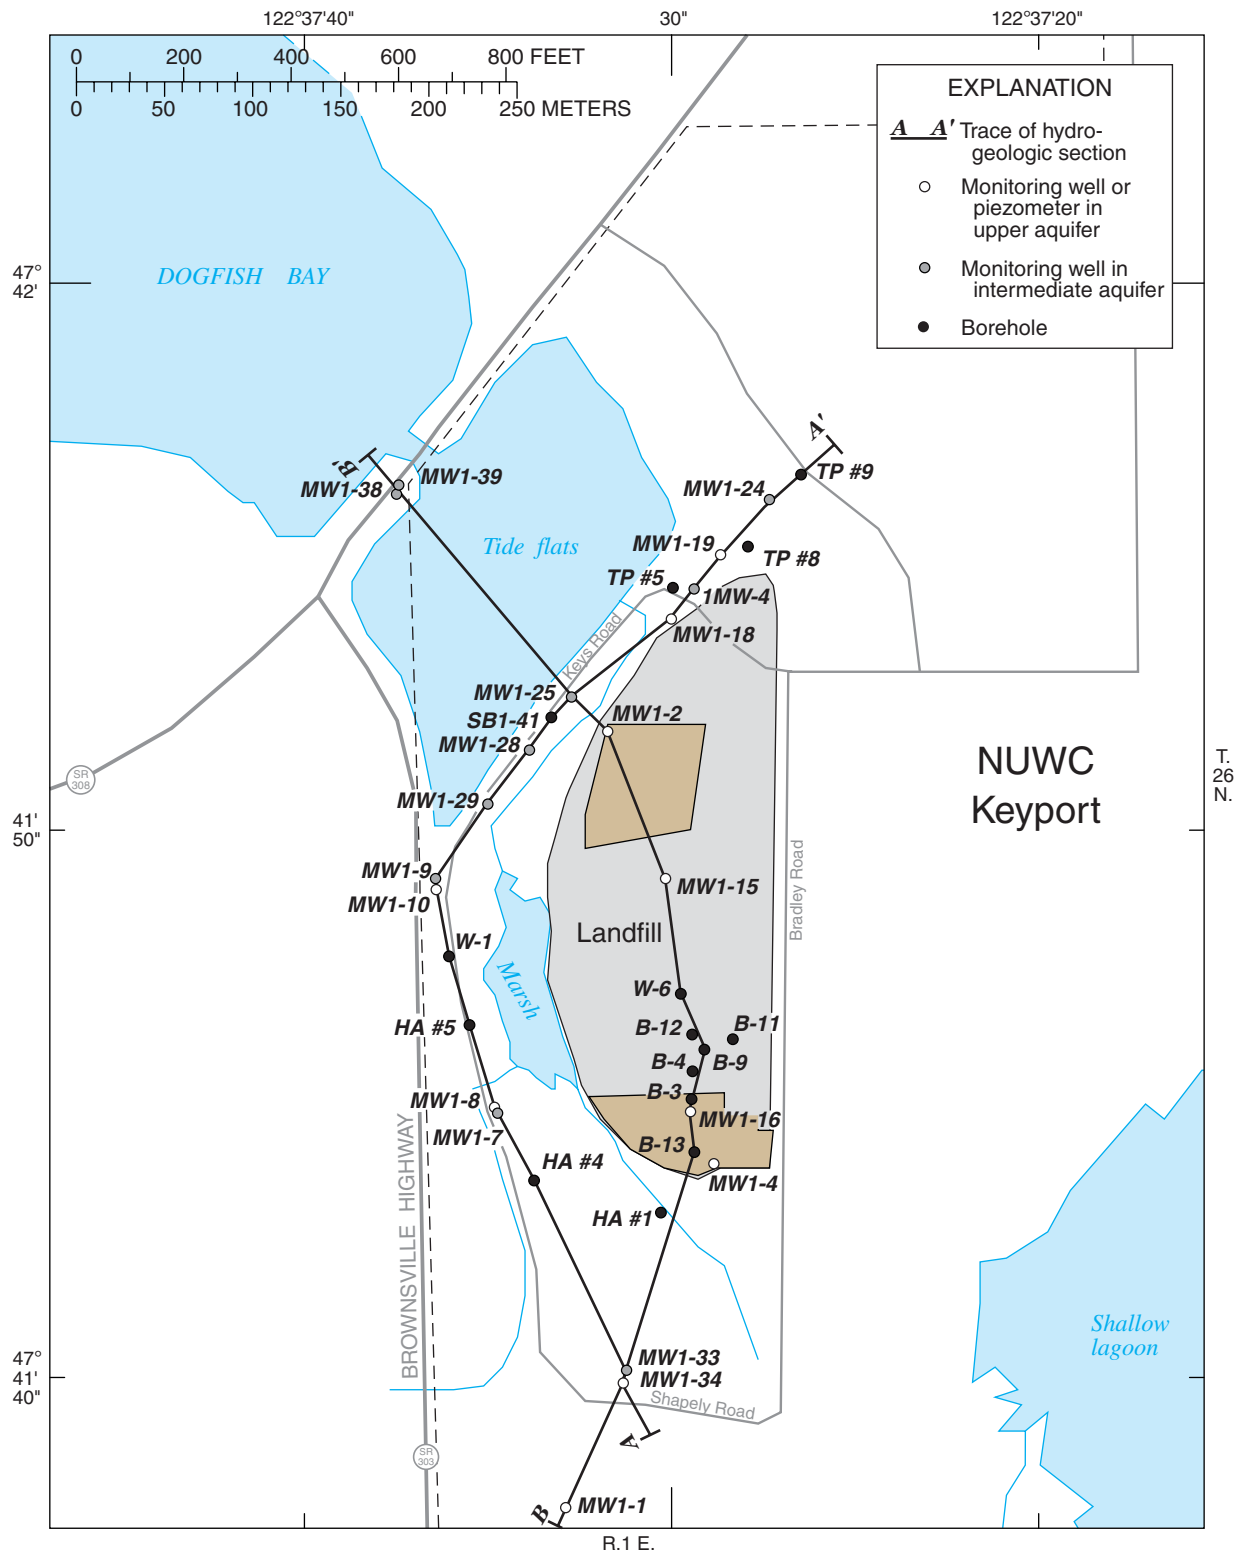 122°37'40"
30"
122°37'20"
0 200 400 600 800 FEET
0 50 100 150 200 250 METERS
EXPLANATION
A A' Trace of hydro-
geologic section
Monitoring well or
piezometer in
upper aquifer
Monitoring well in
intermediate aquifer
Borehole
47°
42'
DOGFISH BAY
A'
B'
MW1-39
MW1-38
TP #9
MW1-24
Tide flats
MW1-19
TP #8
TP #5
1MW-4
MW1-18
Keys Road
MW1-25
SB1-41
MW1-2
MW1-28
NUWC
Keyport
T.
26
N.
SR
308
MW1-29
41'
50"
MW1-9
MW1-10
MW1-15
Bradley Road
Landfill
W-1
Marsh
W-6
HA #5
B-12
B-11
B-9
B-4
B-3
MW1-8
MW1-16
MW1-7
B-13
HA #4
MW1-4
BROWNSVILLE HIGHWAY
HA #1
Shallow
lagoon
47°
41'
40"
MW1-33
MW1-34
Shapely Road
A
SR
303
B
MW1-1
R.1 E.